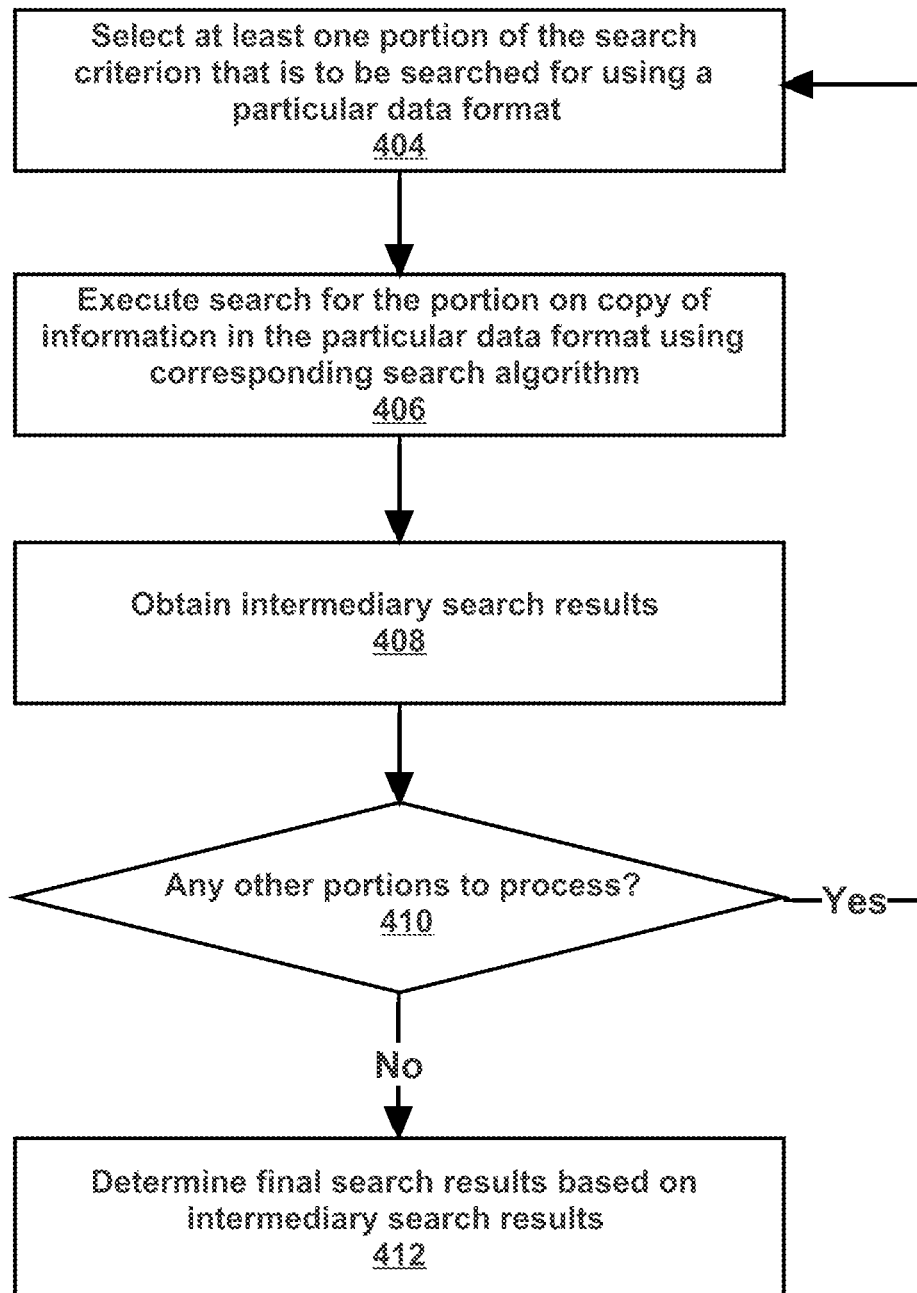 Select at least one portion of the search
criterion that is to be searched for using a
particular data format
404
Execute search for the portion on copy of
information in the particular data format using
corresponding search algorithm
406
Obtain intermediary search results
408
Any other portions to process?
410
Yes
No
Determine final search results based on
intermediary search results
412